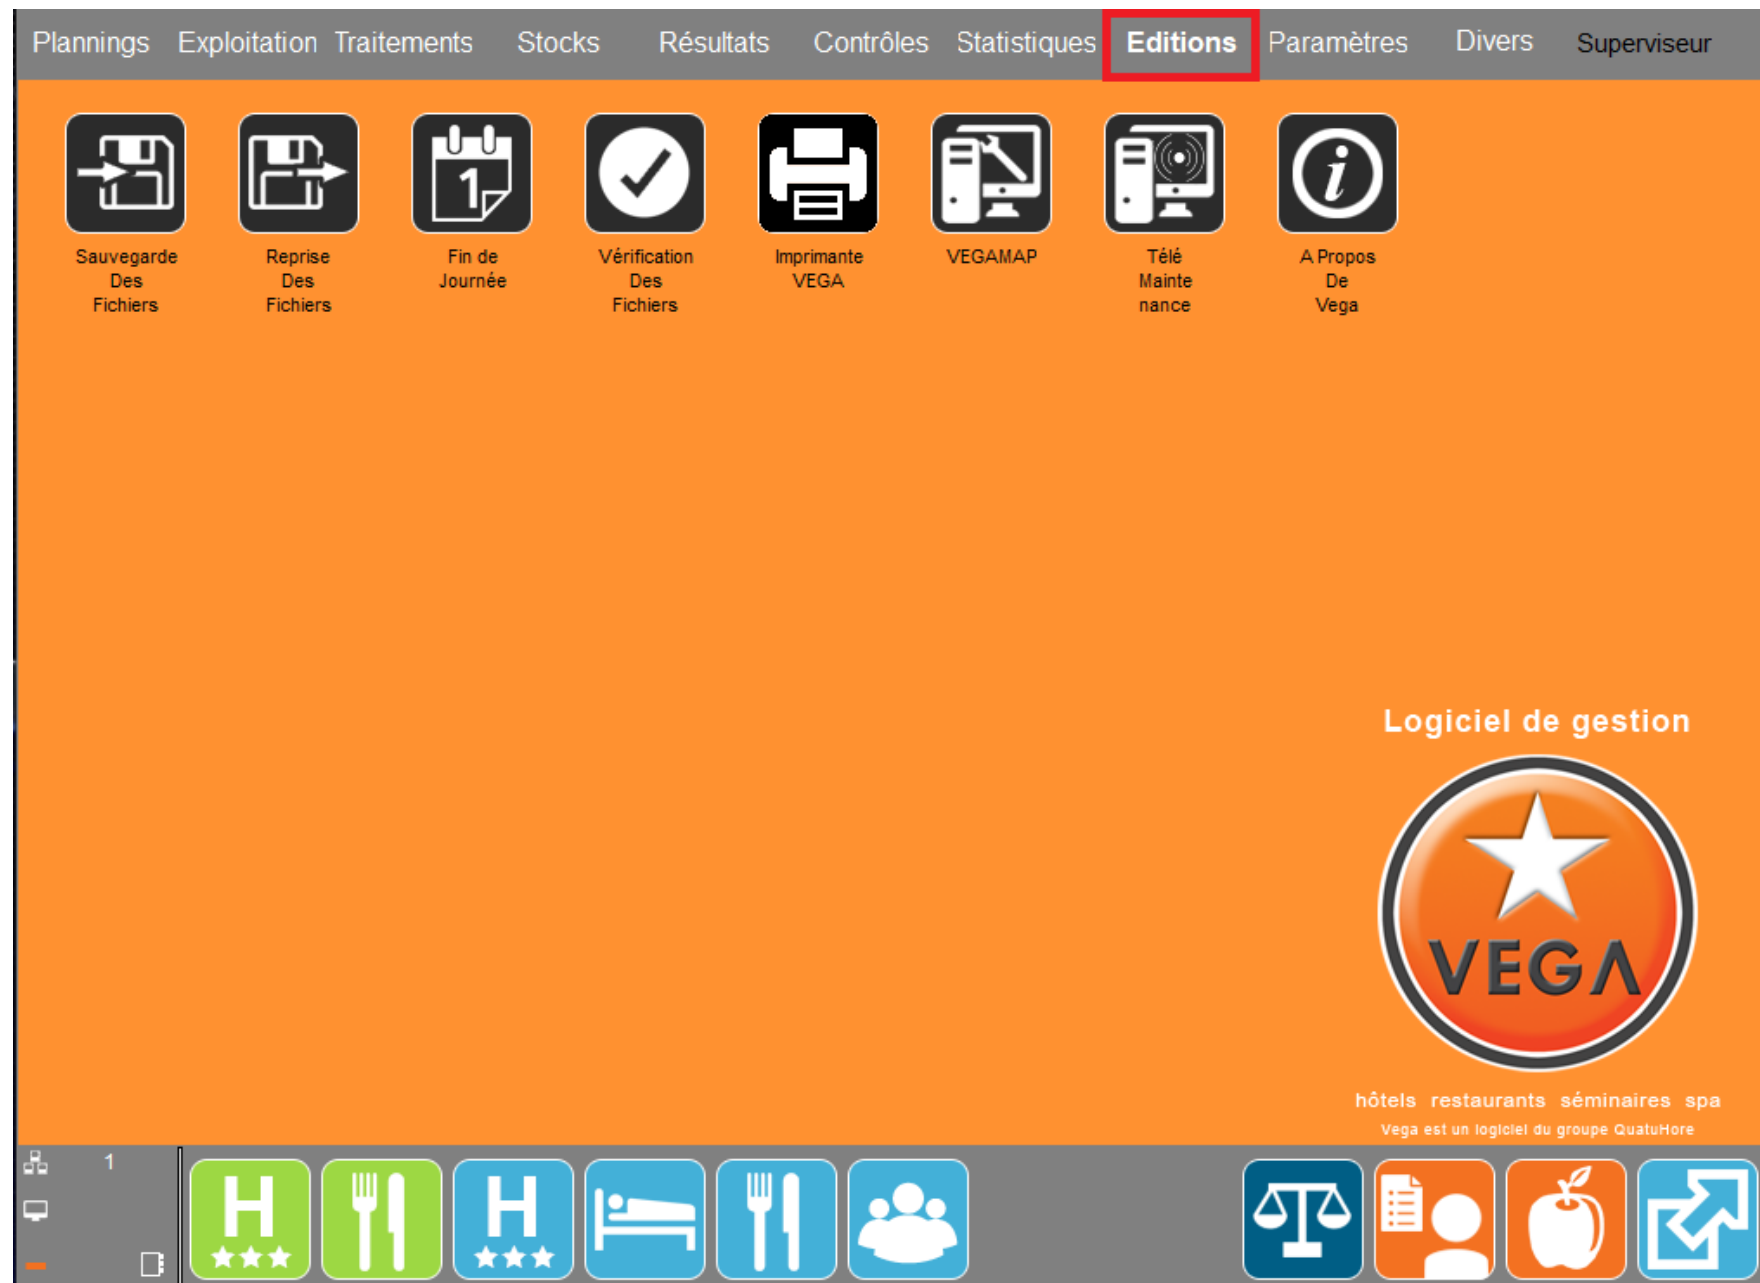 Plannings Exploitation Traitements Stocks Résultats Contrôles Statistiques Editions Paramètres Divers Superviseur
1
Sauvegarde
Des
Fichiers
Reprise
Des
Fichiers
Fin de
Journée
Vérification
Des
Fichiers
Imprimante
VEGA
VEGAMAP
Télé
Mainte
nance
i
A Propos
De
Vega
Logiciel de gestion
VEGA
hôtels restaurants séminaires spa
Vega est un logiciel du groupe QuatuHore
1
H
H